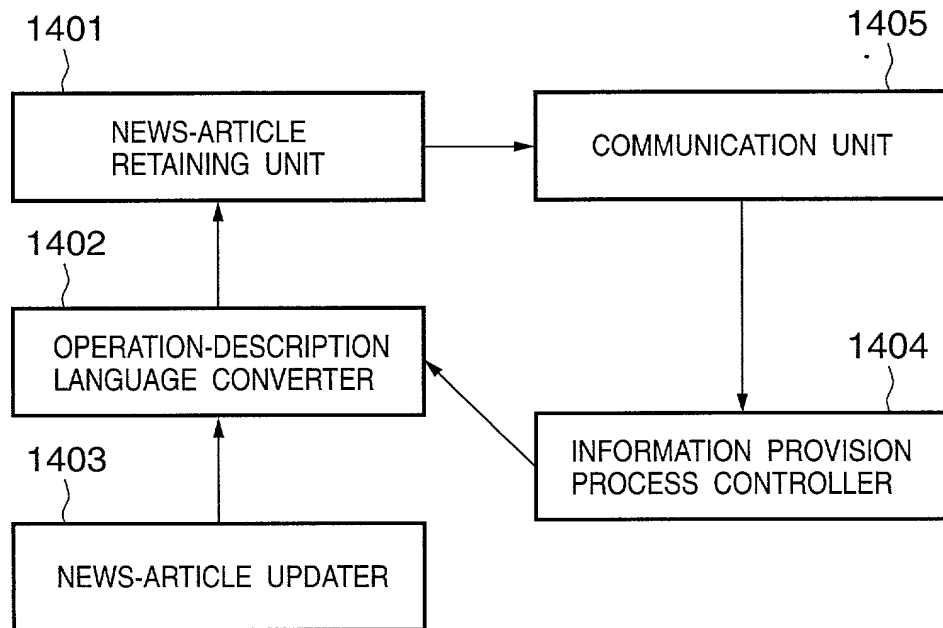 1401
NEWS-ARTICLE
RETAINING UNIT
1405
COMMUNICATION UNIT
1402
OPERATION-DESCRIPTION
LANGUAGE CONVERTER
1404
INFORMATION PROVISION
PROCESS CONTROLLER
1403
NEWS-ARTICLE UPDATER